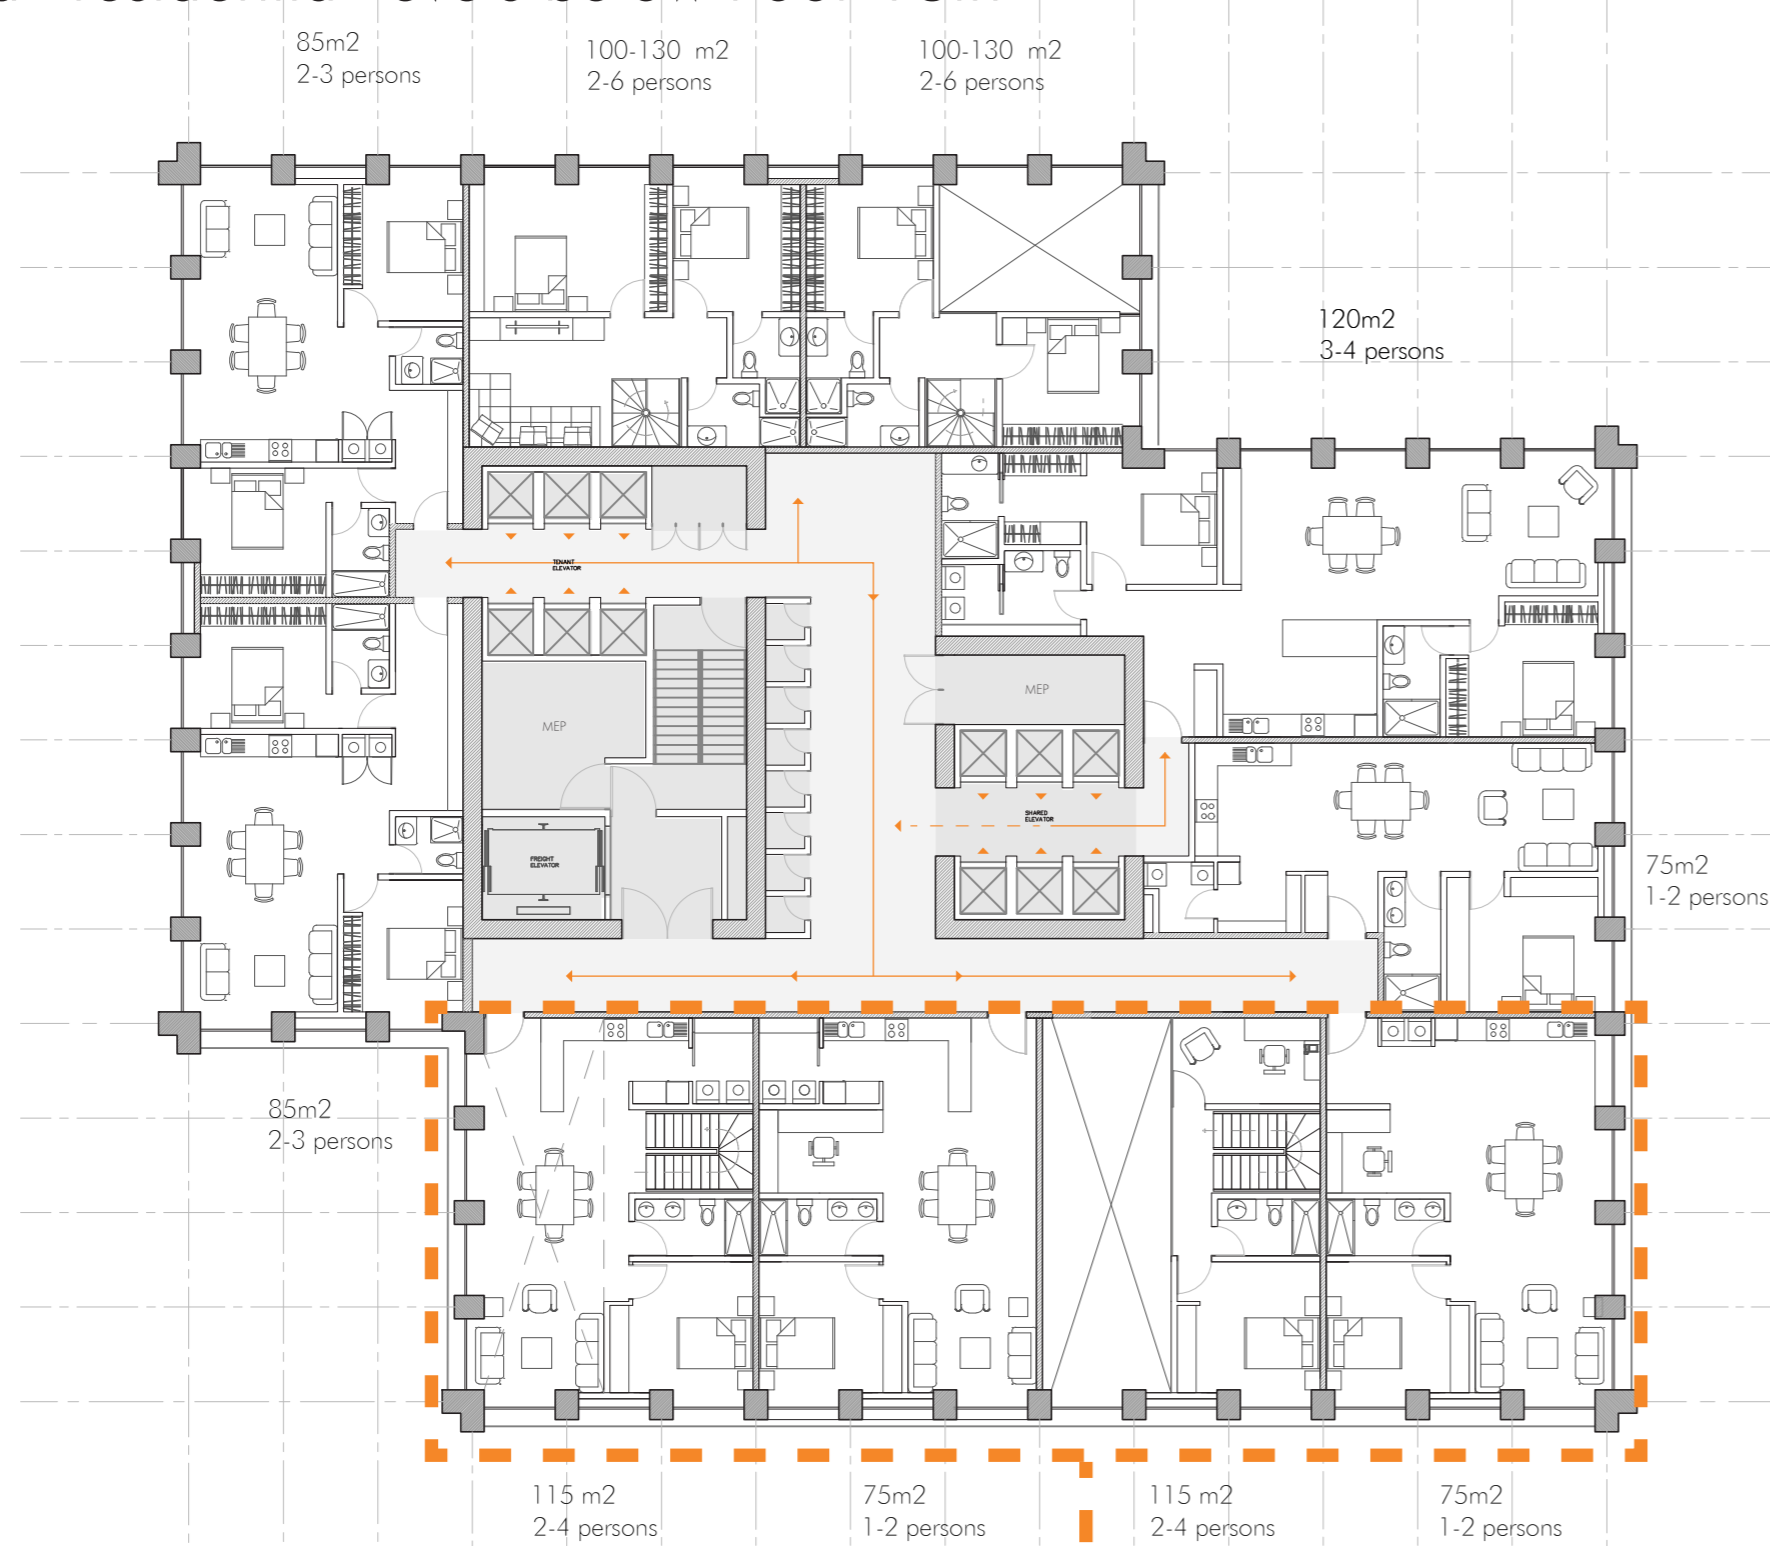 85m2
2-3 persons
100-130 m2
2-6 persons
100-130 m2
2-6 persons
120m2
3-4 persons
TENANT
ELEVATOR
MEP
MEP
SHARED
ELEVATOR
FREIGHT
ELEVATOR
75m2
1-2 persons
85m2
2-3 persons
115 m2
2-4 persons
75m2
1-2 persons
115 m2
2-4 persons
75m2
1-2 persons